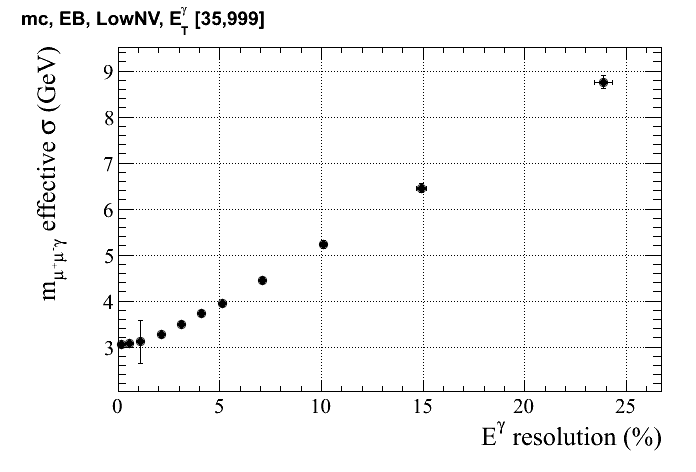 mc, EB, LowNV, E_T^γ [35,999]
m_{μ⁺μ⁻γ} effective σ (GeV)
9
8
7
6
5
4
3
0 5 10 15 20 25
E^γ resolution (%)